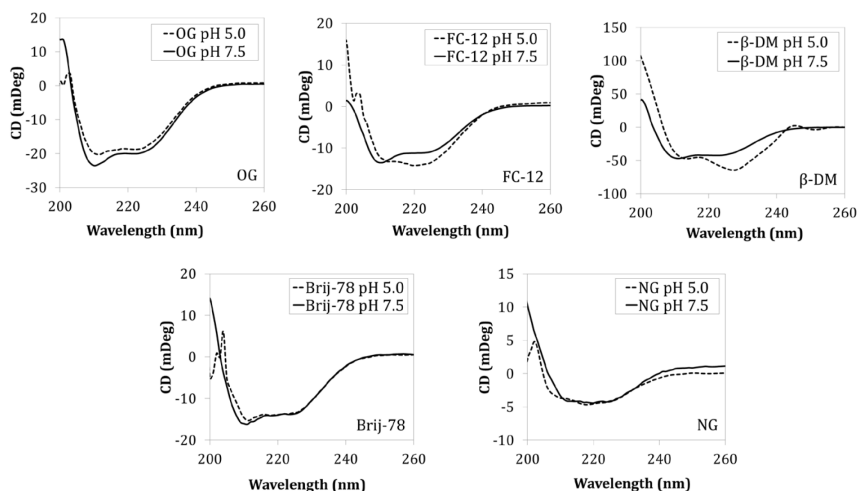 OG pH 5.0
OG pH 7.5
CD (mDeg)
20
10
0
-10
-20
-30
200 220 240 260
OG
Wavelength (nm)
FC-12 pH 5.0
FC-12 pH 7.5
CD (mDeg)
20
10
0
-10
-20
200 220 240 260
FC-12
Wavelength (nm)
β-DM pH 5.0
β-DM pH 7.5
CD (mDeg)
150
100
50
0
-50
-100
200 220 240 260
β-DM
Wavelength (nm)
Brij-78 pH 5.0
Brij-78 pH 7.5
CD (mDeg)
20
10
0
-10
-20
200 220 240 260
Brij-78
Wavelength (nm)
NG pH 5.0
NG pH 7.5
CD (mDeg)
15
10
5
0
-5
-10
200 220 240 260
NG
Wavelength (nm)